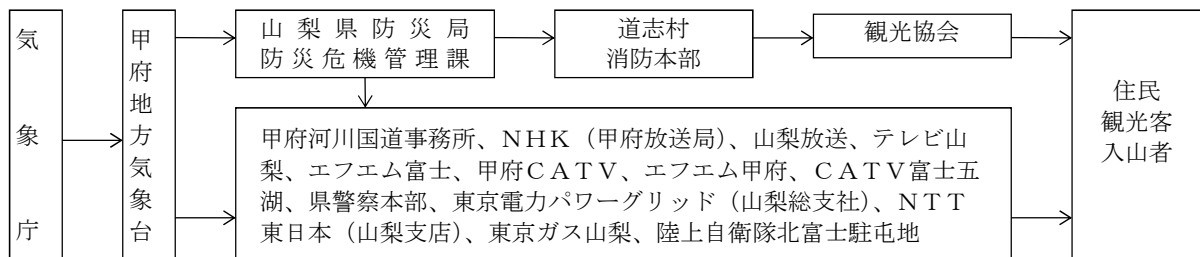 気象庁
甲府地方気象台
山梨県防災局
防災危機管理課
道志村
消防本部
観光協会
甲府河川国道事務所、ＮＨＫ（甲府放送局）、山梨放送、テレビ山
梨、エフエム富士、甲府ＣＡＴＶ、エフエム甲府、ＣＡＴＶ富士五
湖、県警察本部、東京電力パワーグリッド（山梨総支社）、ＮＴＴ
東日本（山梨支店）、東京ガス山梨、陸上自衛隊北富士駐屯地
住民
観光客
入山者